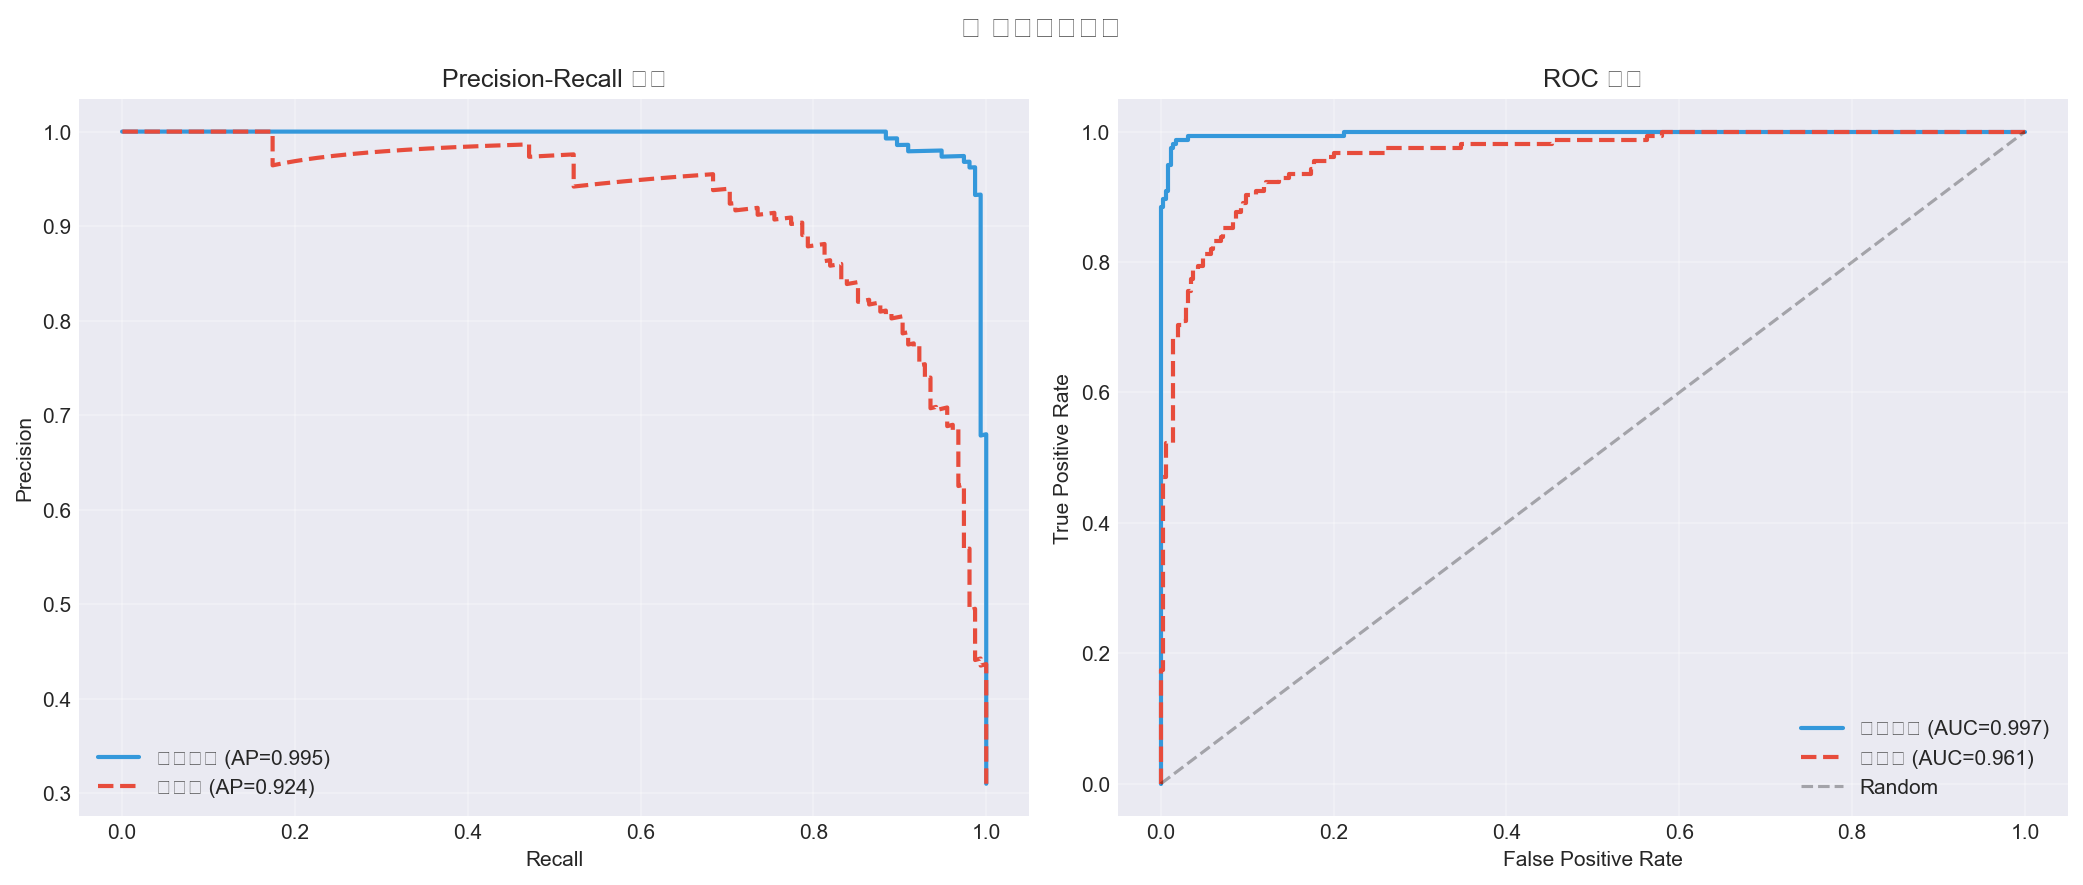 Precision-Recall
1.0
0.9
0.8
0.7
0.6
0.5
0.4
0.3
Precision
0.0 0.2 0.4 0.6 0.8 1.0
Recall
(AP=0.995)
(AP=0.924)
ROC
1.0
0.8
0.6
0.4
0.2
0.0
True Positive Rate
0.0 0.2 0.4 0.6 0.8 1.0
False Positive Rate
(AUC=0.997)
(AUC=0.961)
Random